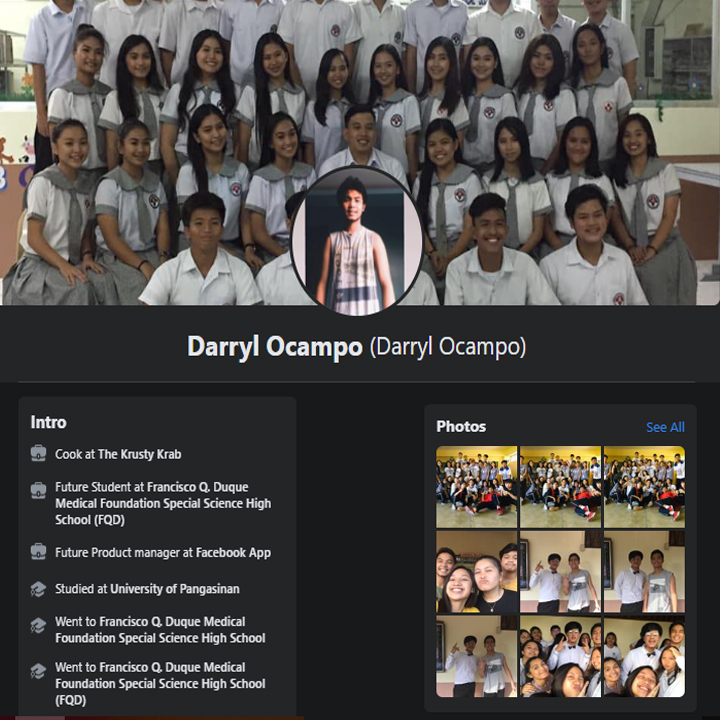 Darryl Ocampo (Darryl Ocampo)
Intro
Cook at The Krusty Krab
Future Student at Francisco Q. Duque
Medical Foundation Special Science High
School (FQD)
Future Product manager at Facebook App
Studied at University of Pangasinan
Went to Francisco Q. Duque Medical
Foundation Special Science High School
Went to Francisco Q. Duque Medical
Foundation Special Science High School
(FQD)
Photos
See All